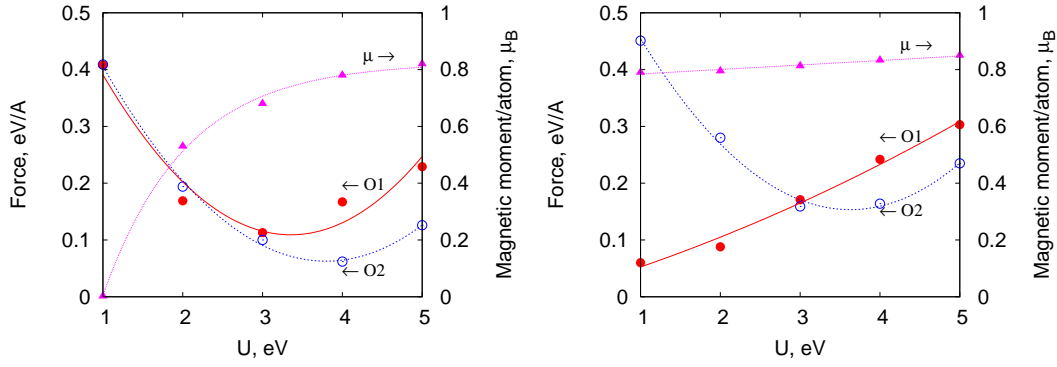 0.5
0.4
0.3
0.2
0.1
0
Force, eV/A
1
0.8
0.6
0.4
0.2
0
Magnetic moment/atom, μB
μ →
← O1
← O2
1 2 3 4 5
U, eV
0.5
0.4
0.3
0.2
0.1
0
Force, eV/A
1
0.8
0.6
0.4
0.2
0
Magnetic moment/atom, μB
μ →
← O1
← O2
1 2 3 4 5
U, eV